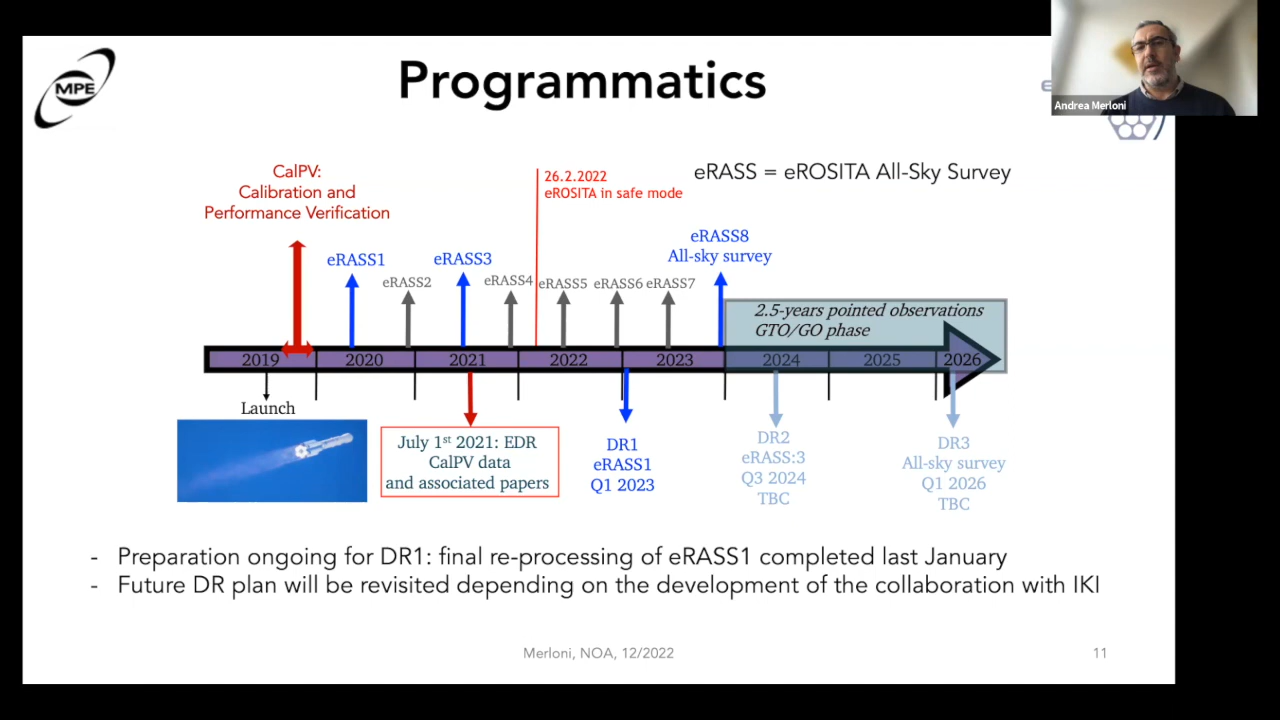 MPE
Programmatics
e
Andrea Merloni
CalPV:
Calibration and
Performance Verification
26.2.2022
eROSITA in safe mode
eRASS = eROSITA All-Sky Survey
eRASS1
eRASS2
eRASS3
eRASS4
eRASS5
eRASS6
eRASS7
eRASS8
All-sky survey
2.5-years pointed observations
GTO/GO phase
2019
2020
2021
2022
2023
2024
2025
2026
Launch
July 1st 2021: EDR
CalPV data
and associated papers
DR1
eRASS1
Q1 2023
DR2
eRASS:3
Q3 2024
TBC
DR3
All-sky survey
Q1 2026
TBC
- Preparation ongoing for DR1: final re-processing of eRASS1 completed last January
- Future DR plan will be revisited depending on the development of the collaboration with IKI
Merloni, NOA, 12/2022
11